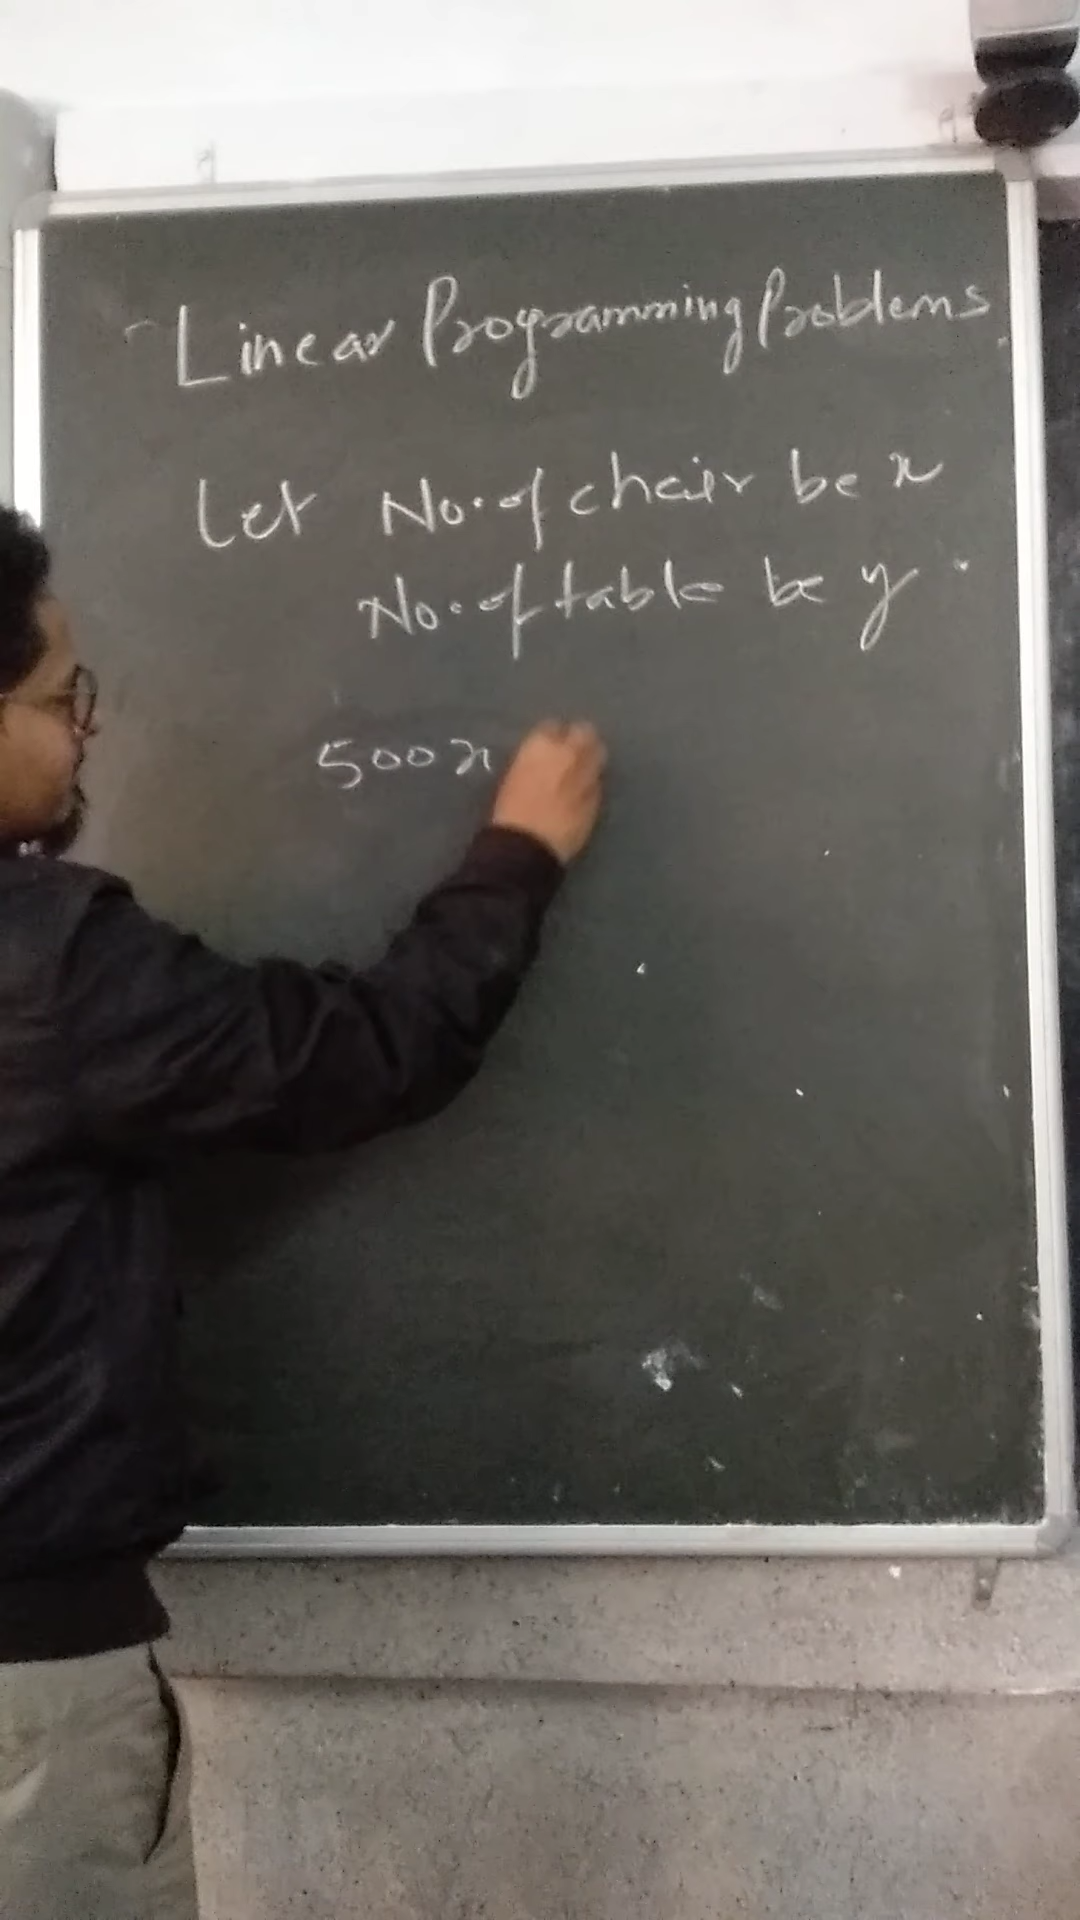 Linear Programming Problems
Let No. of chair be x
No. of table be y
500x